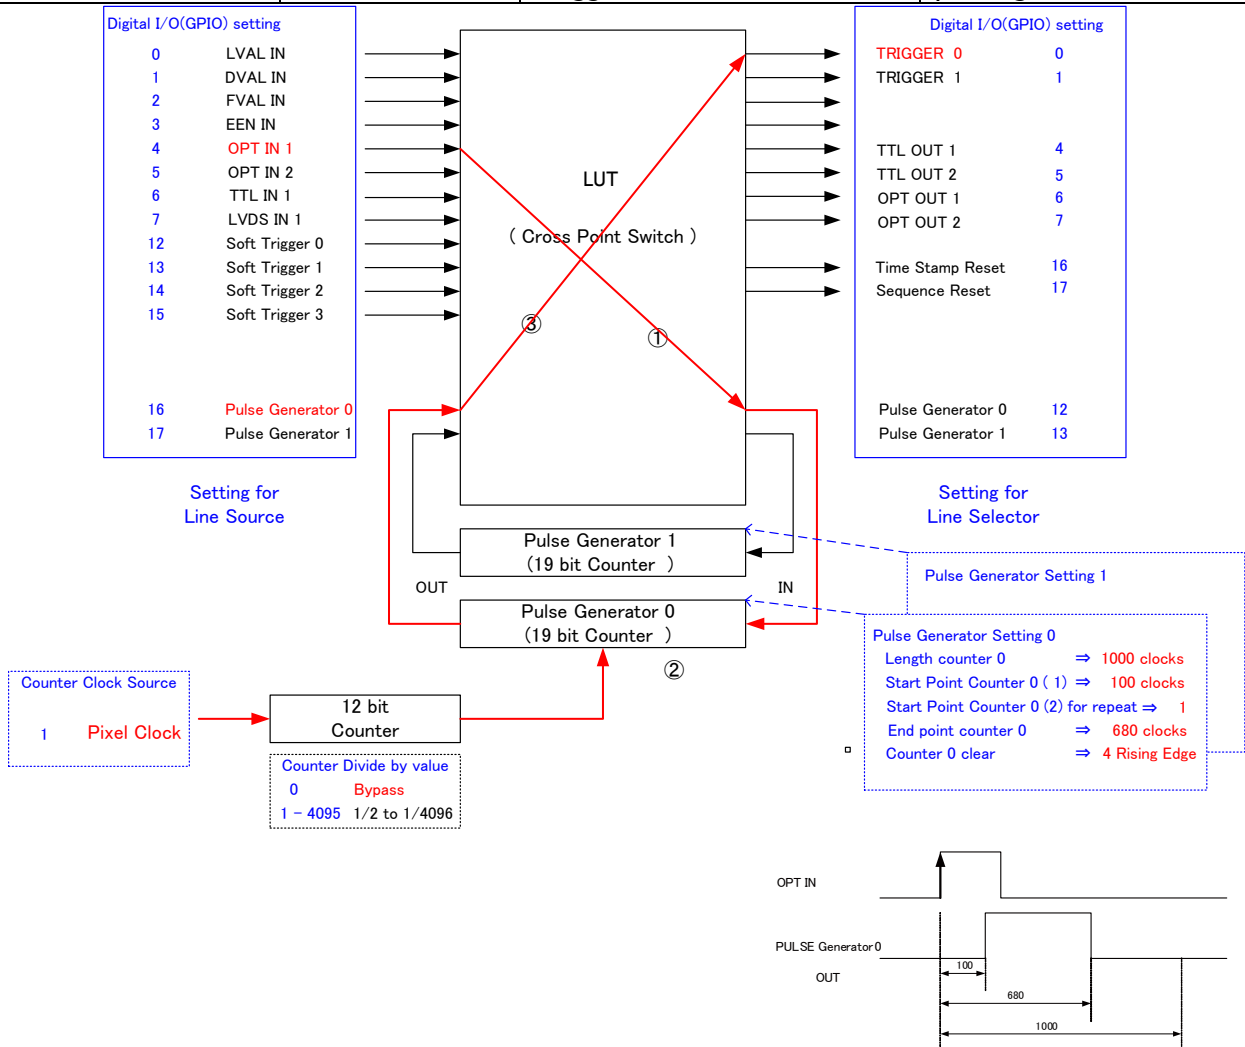 Digital I/O(GPIO) setting
0 LVAL IN
1 DVAL IN
2 FVAL IN
3 EEN IN
4 OPT IN 1
5 OPT IN 2
6 TTL IN 1
7 LVDS IN 1
12 Soft Trigger 0
13 Soft Trigger 1
14 Soft Trigger 2
15 Soft Trigger 3
16 Pulse Generator 0
17 Pulse Generator 1
Setting for
Line Source
LUT
( Cross Point Switch )
③
①
Digital I/O(GPIO) setting
TRIGGER 0 0
TRIGGER 1 1
TTL OUT 1 4
TTL OUT 2 5
OPT OUT 1 6
OPT OUT 2 7
Time Stamp Reset 16
Sequence Reset 17
Pulse Generator 0 12
Pulse Generator 1 13
Setting for
Line Selector
Pulse Generator 1
(19 bit Counter )
OUT
IN
Pulse Generator 0
(19 bit Counter )
②
Pulse Generator Setting 1
Pulse Generator Setting 0
Length counter 0 ⇒ 1000 clocks
Start Point Counter 0 ( 1) ⇒ 100 clocks
Start Point Counter 0 (2) for repeat ⇒ 1
End point counter 0 ⇒ 680 clocks
Counter 0 clear ⇒ 4 Rising Edge
Counter Clock Source
1 Pixel Clock
12 bit
Counter
Counter Divide by value
0 Bypass
1 - 4095 1/2 to 1/4096
OPT IN
PULSE Generator0
OUT
100
680
1000